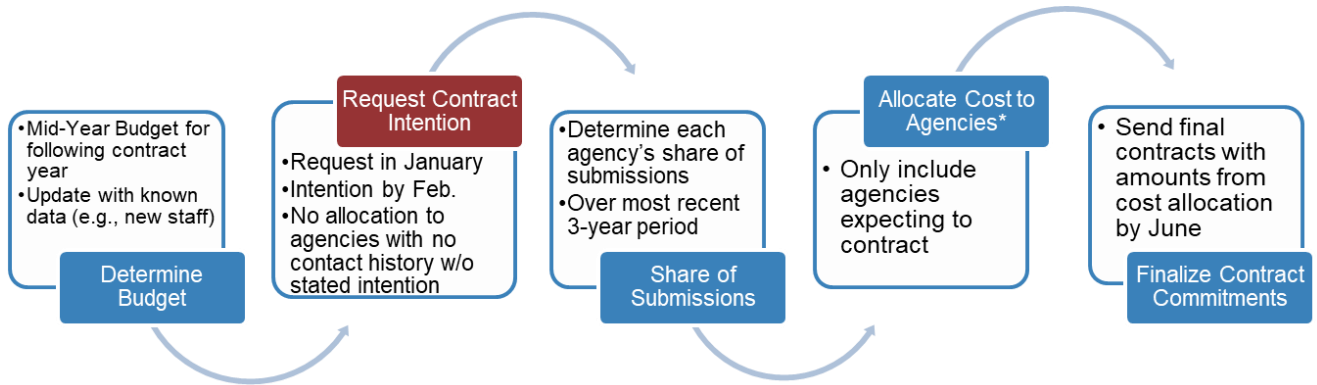 •Mid-Year Budget for
following contract
year
•Update with known
data (e.g., new staff)
Determine
Budget
Request Contract
Intention
•Request in January
•Intention by Feb.
•No allocation to
agencies with no
contact history w/o
stated intention
•Determine each
agency’s share of
submissions
•Over most recent
3-year period
Share of
Submissions
Allocate Cost to
Agencies*
• Only include
agencies
expecting to
contract
• Send final
contracts with
amounts from
cost allocation
by June
Finalize Contract
Commitments